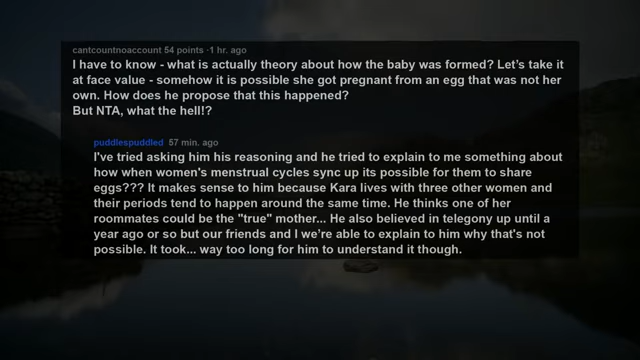 cantcountnoaccount 54 points ·1 hr. ago
I have to know - what is actually theory about how the baby was formed? Let's take it
at face value - somehow it is possible she got pregnant from an egg that was not her
own. How does he propose that this happened?
But NTA, what the hell!?
puddlespuddled 57 min. ago
I've tried asking him his reasoning and he tried to explain to me something about
how when women's menstrual cycles sync up its possible for them to share
eggs??? It makes sense to him because Kara lives with three other women and
their periods tend to happen around the same time. He thinks one of her
roommates could be the "true" mother... He also believed in telegony up until a
year ago or so but our friends and I we're able to explain to him why that's not
possible. It took... way too long for him to understand it though.